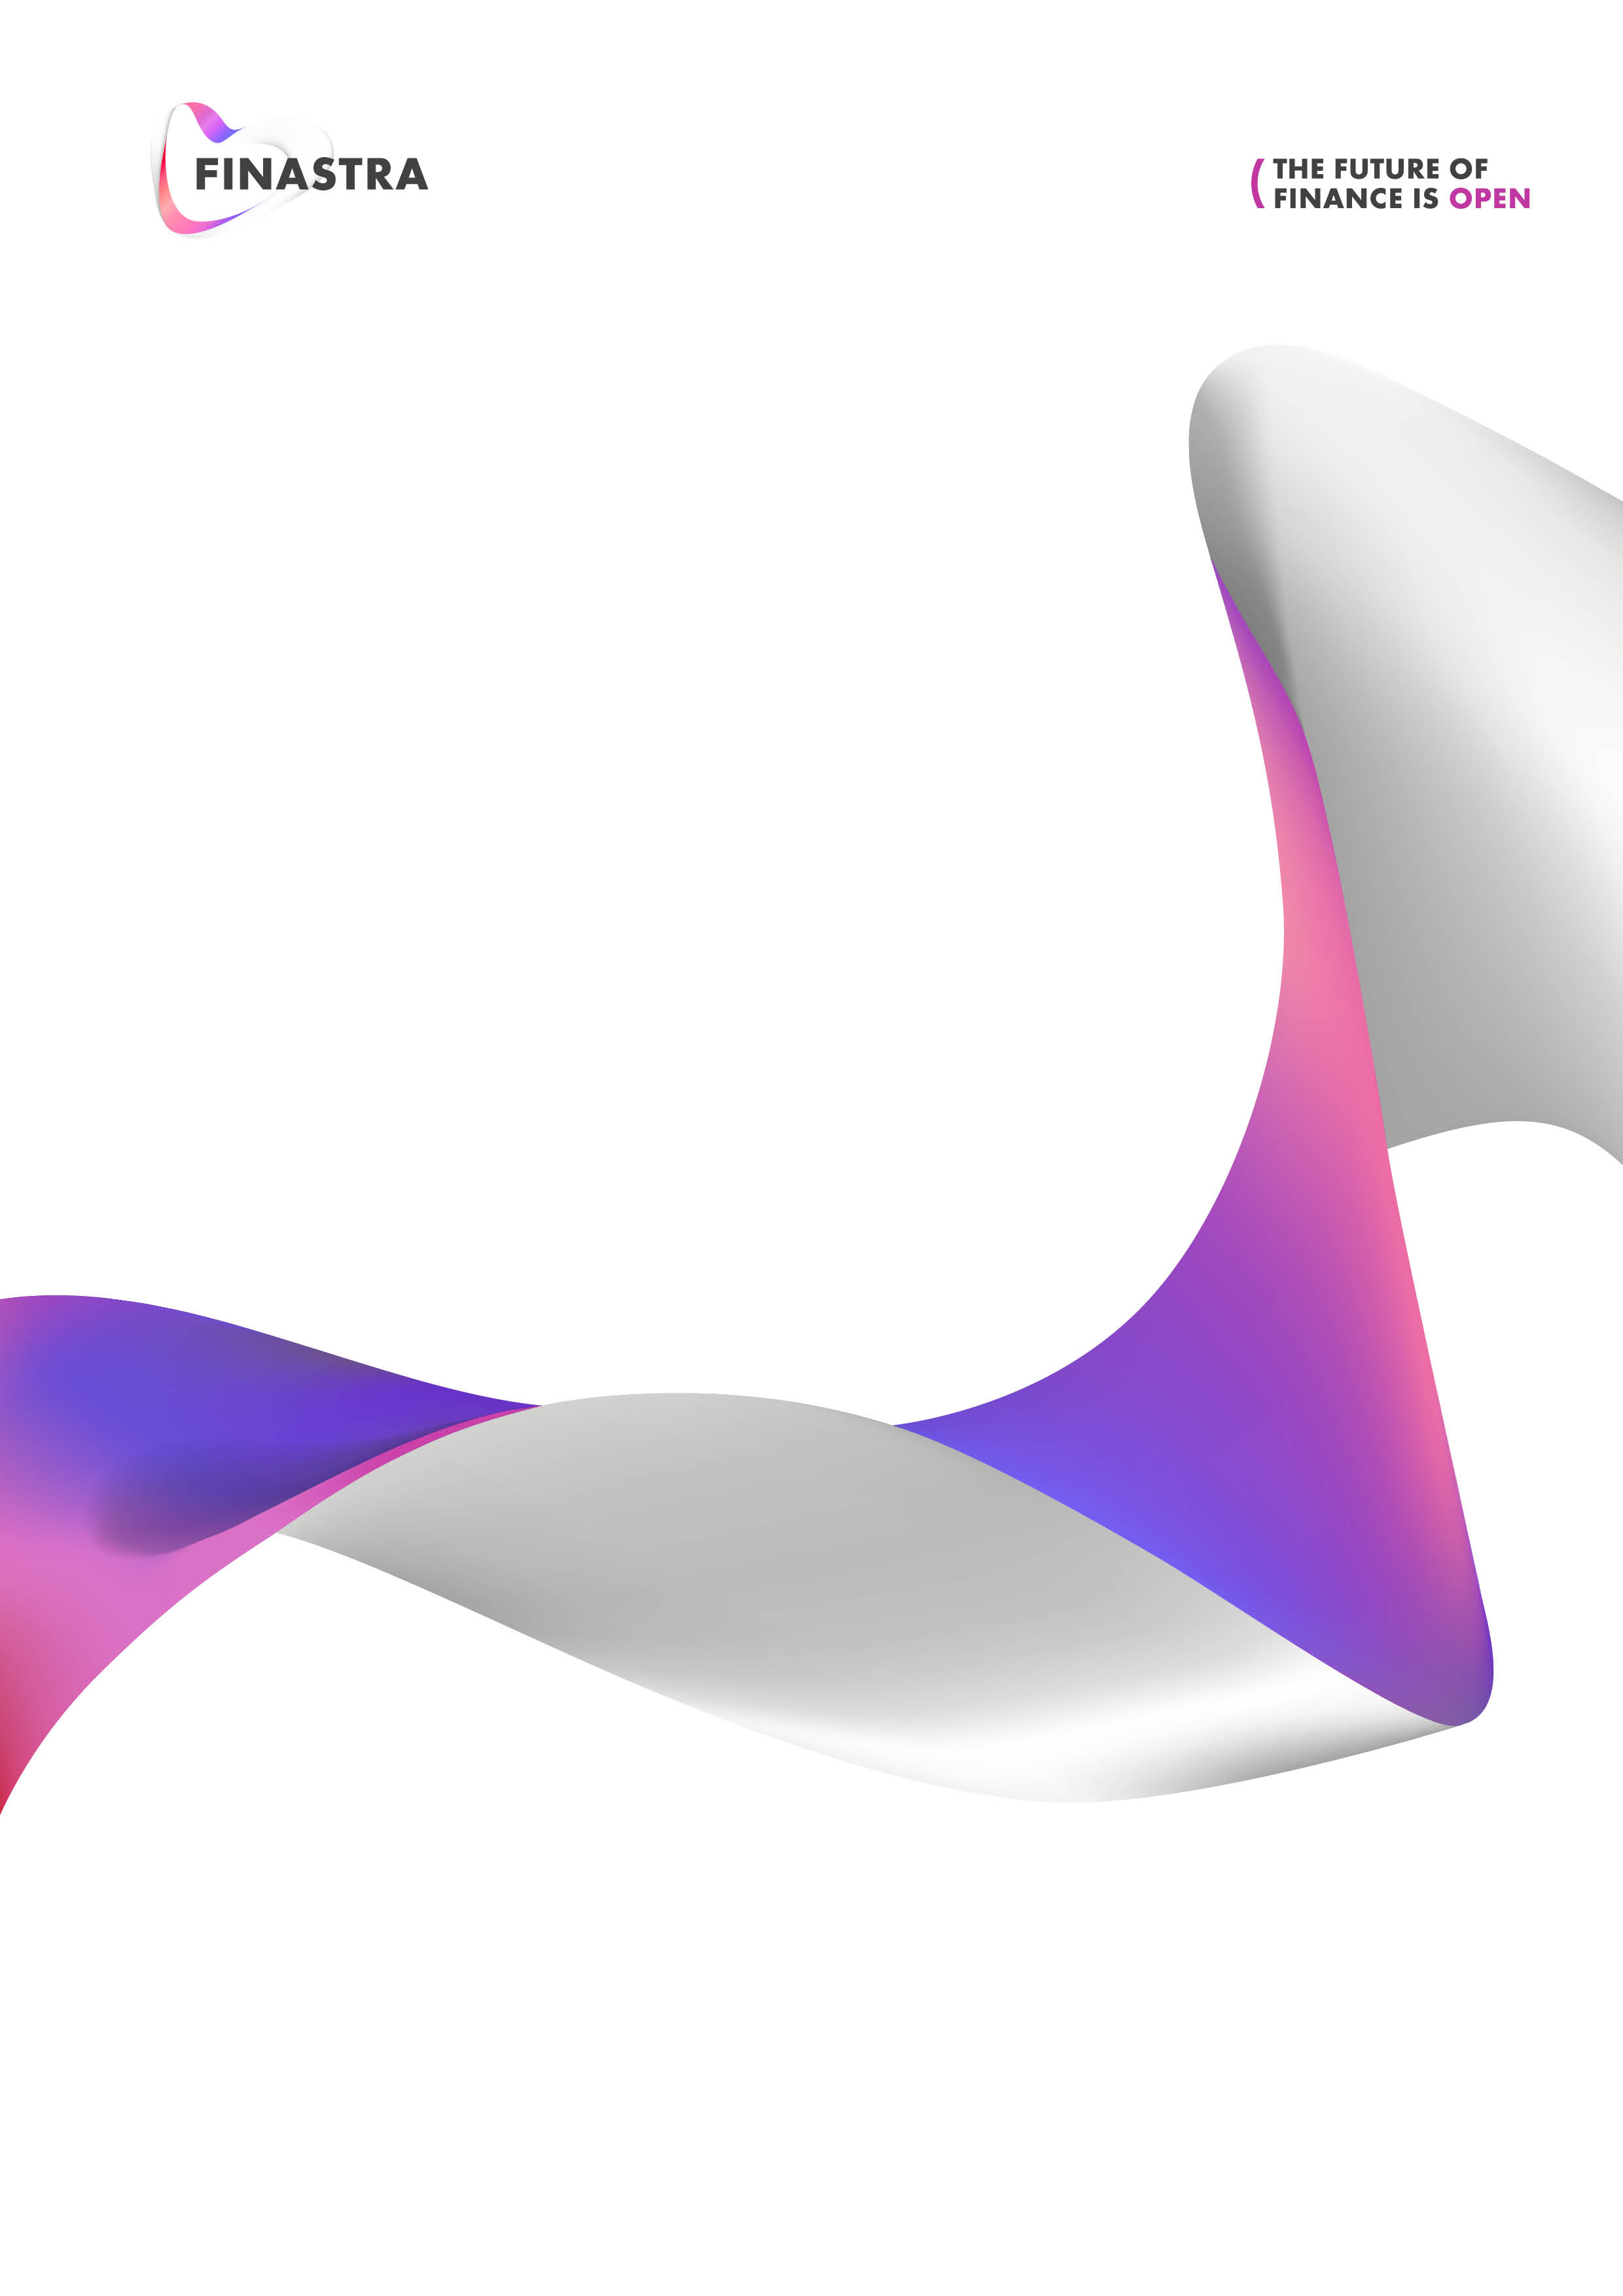 FINASTRA
THE FUTURE OF
FINANCE IS OPEN